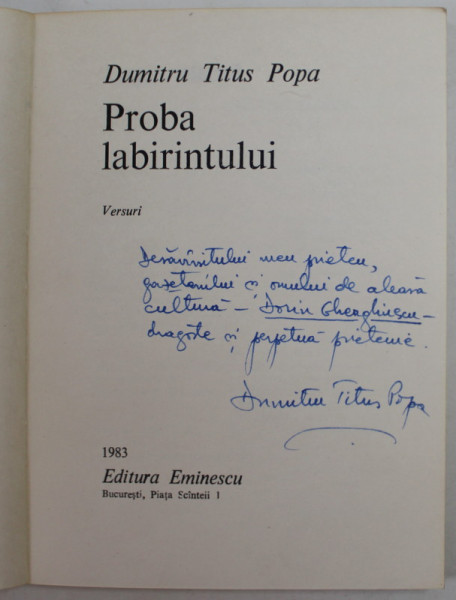 Dumitru Titus Popa
Proba
labirintului
Versuri
Desăvîrșitului meu prieten,
gazetarului și omului de aleasă
cultură – Dorin Gheorghiescu –
dragoste și perpetuă prietenie.
Dumitru Titus Popa
1983
Editura Eminescu
București, Piața Scînteii 1